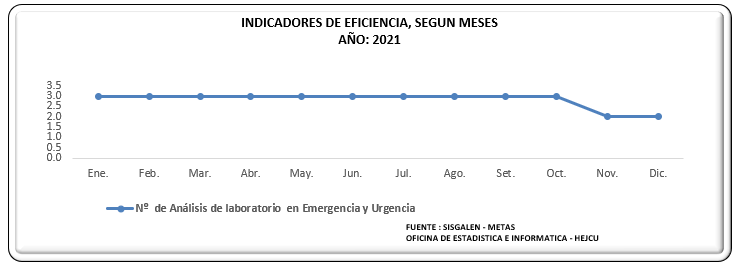 INDICADORES DE EFICIENCIA, SEGUN MESES
AÑO: 2021
3.5
3.0
2.5
2.0
1.5
1.0
0.5
0.0
Ene. Feb. Mar. Abr. May. Jun. Jul. Ago. Set. Oct. Nov. Dic.
Nº de Análisis de laboratorio en Emergencia y Urgencia
FUENTE : SISGALEN - METAS
OFICINA DE ESTADISTICA E INFORMATICA - HEJCU